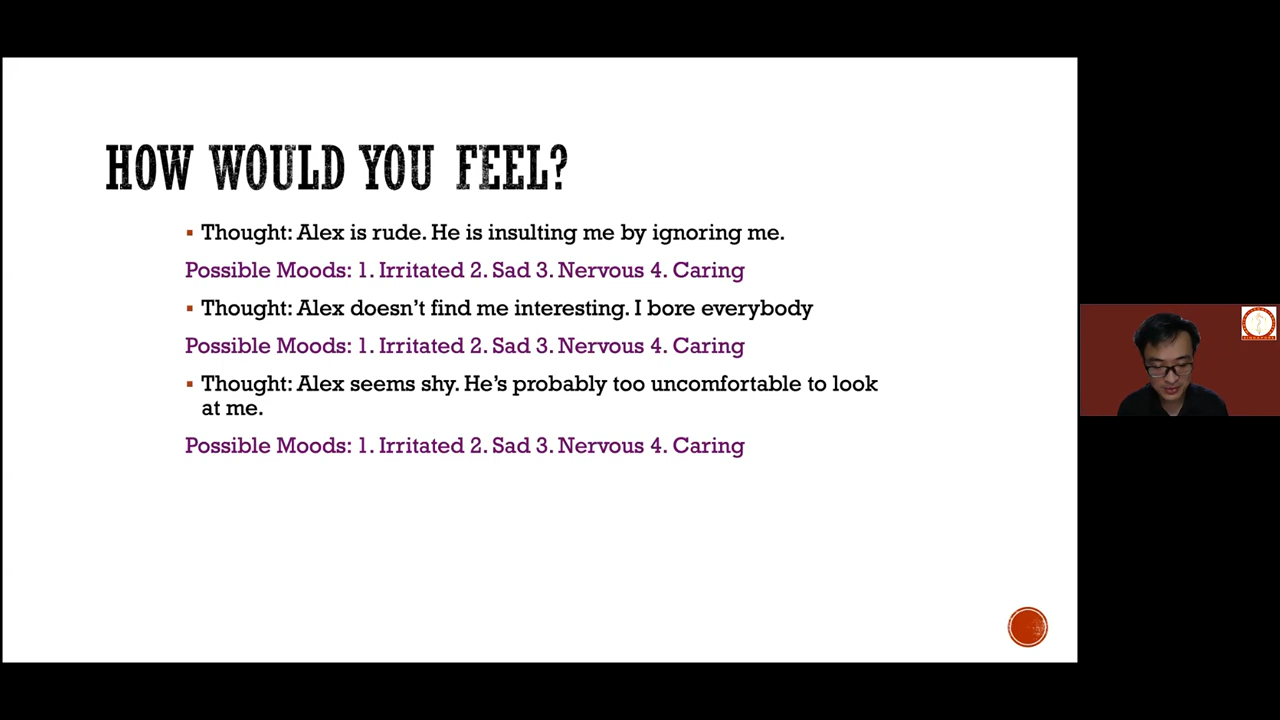 HOW WOULD YOU FEEL?
▪ Thought: Alex is rude. He is insulting me by ignoring me.
Possible Moods: 1. Irritated 2. Sad 3. Nervous 4. Caring
▪ Thought: Alex doesn’t find me interesting. I bore everybody
Possible Moods: 1. Irritated 2. Sad 3. Nervous 4. Caring
▪ Thought: Alex seems shy. He’s probably too uncomfortable to look
at me.
Possible Moods: 1. Irritated 2. Sad 3. Nervous 4. Caring